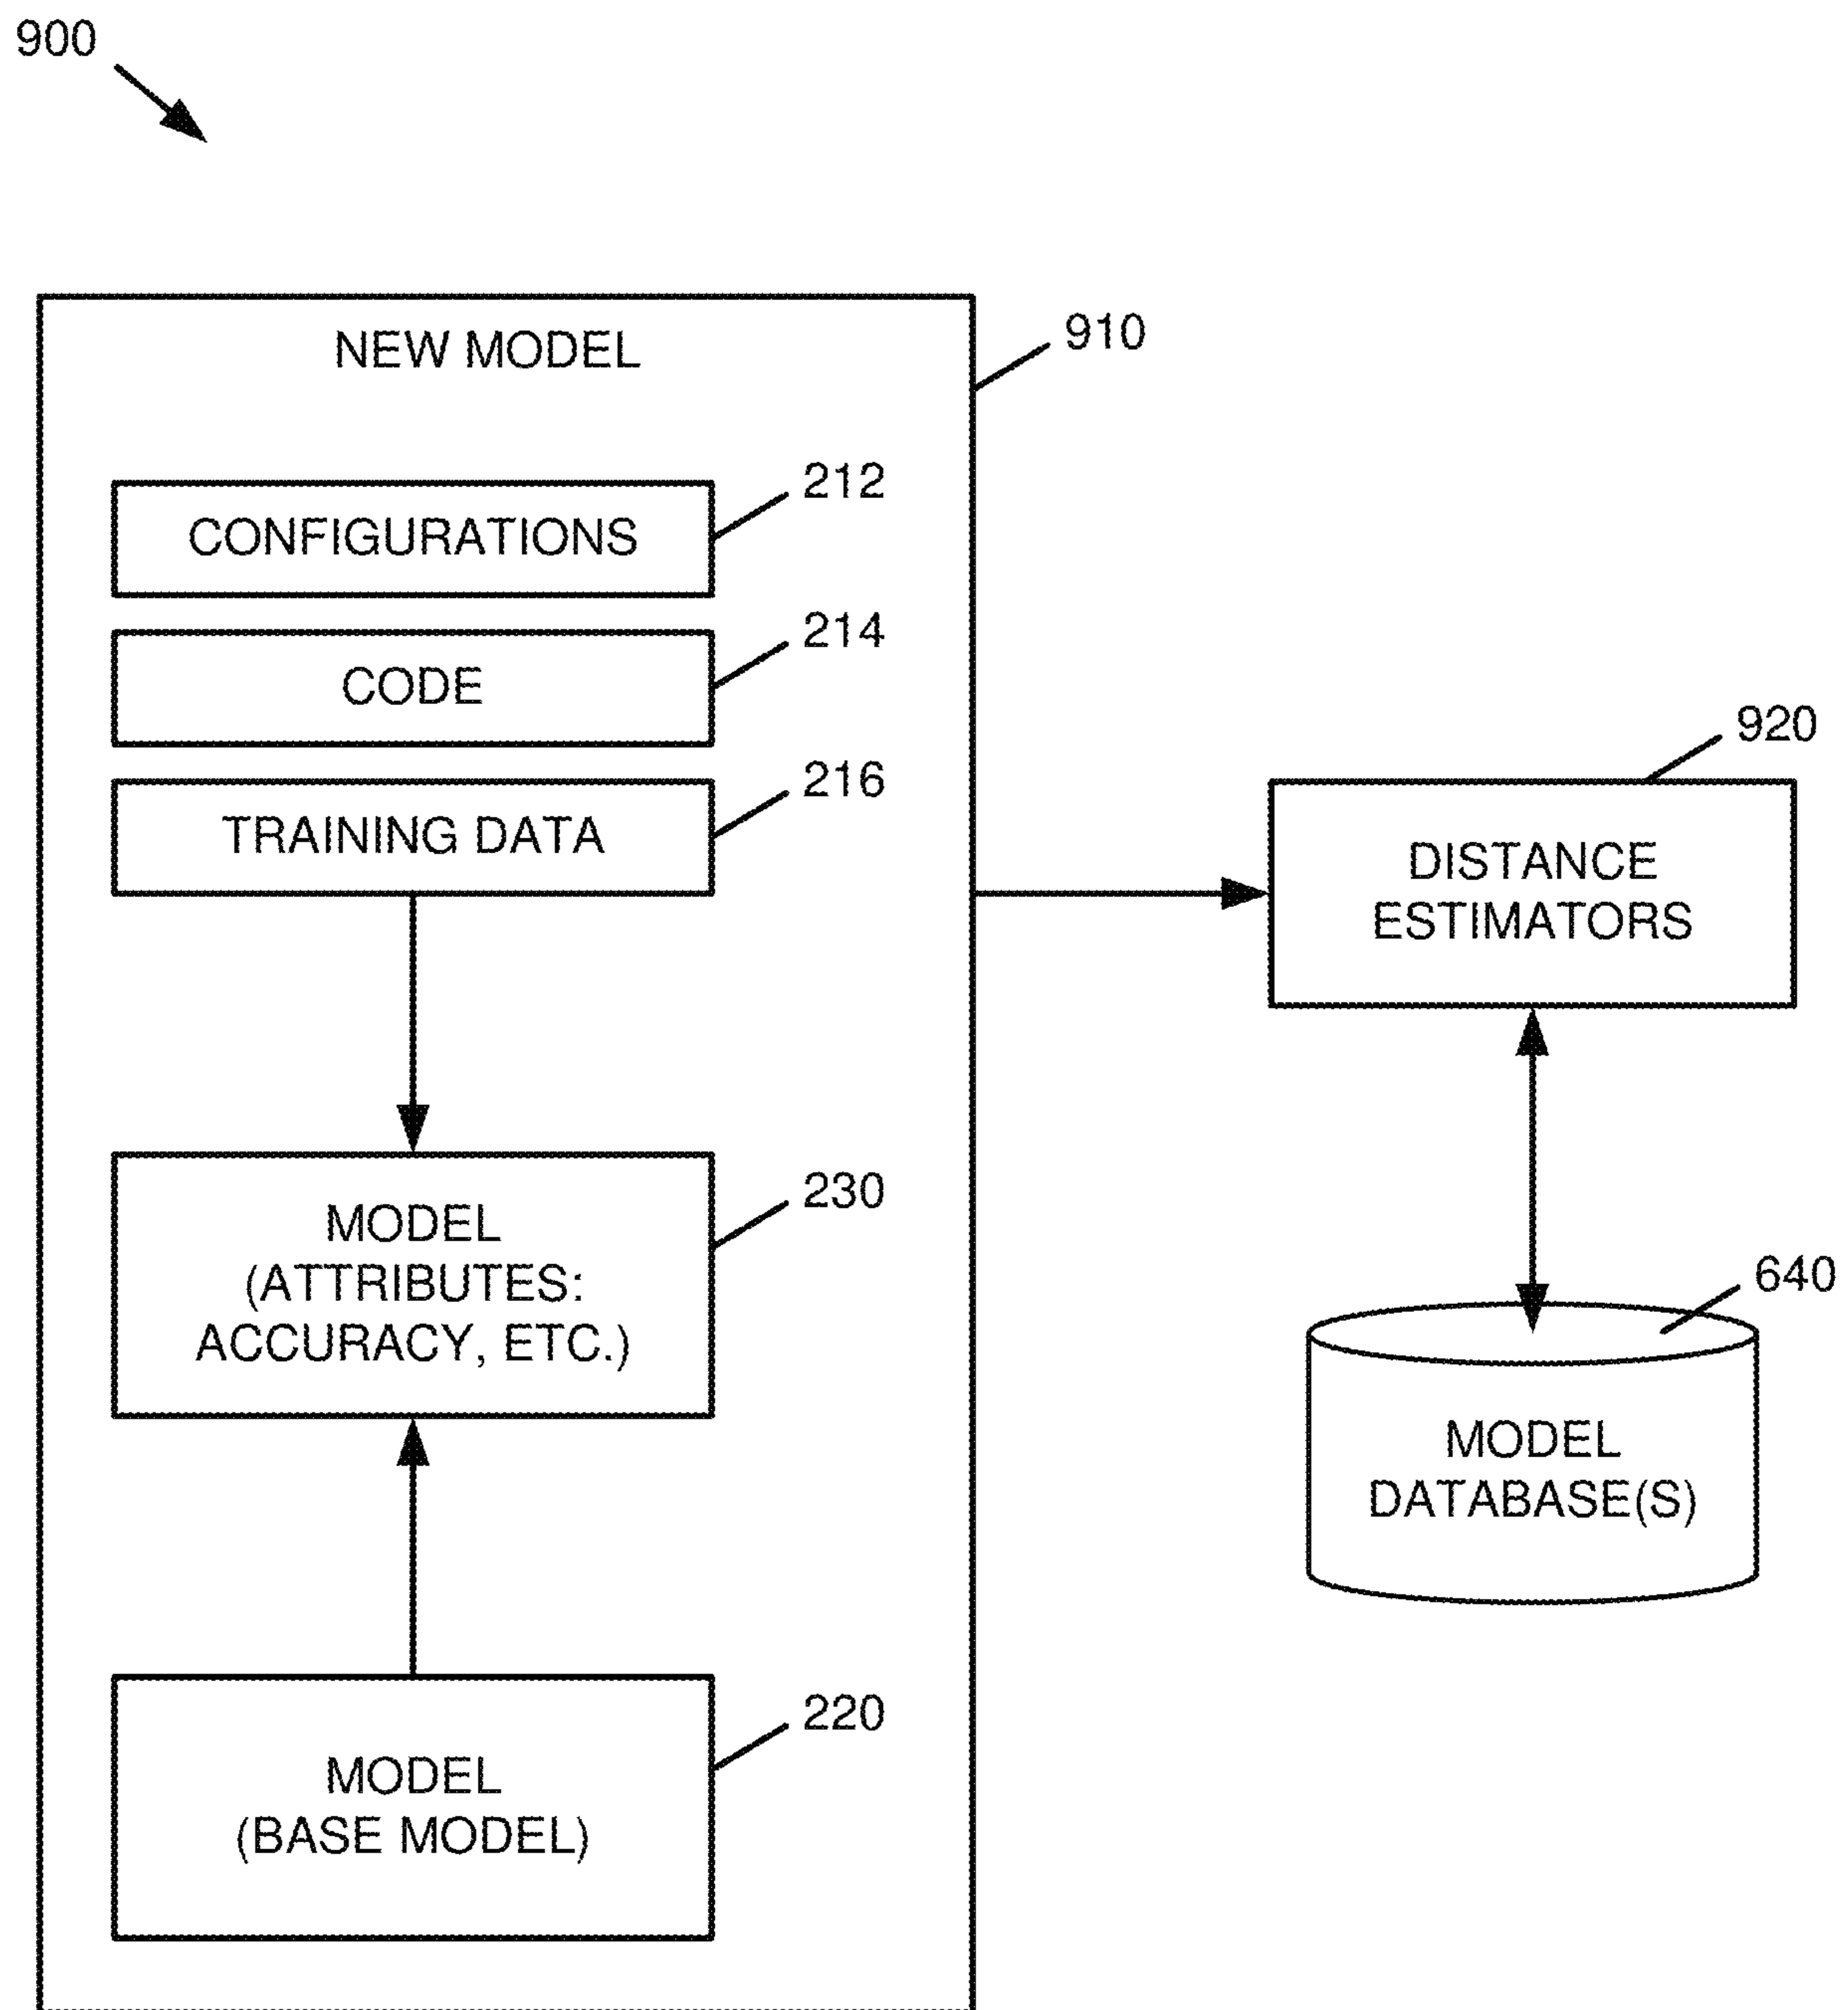 900
NEW MODEL
910
CONFIGURATIONS
212
CODE
214
TRAINING DATA
216
MODEL
(ATTRIBUTES:
ACCURACY, ETC.)
230
MODEL
(BASE MODEL)
220
920
DISTANCE
ESTIMATORS
640
MODEL
DATABASE(S)